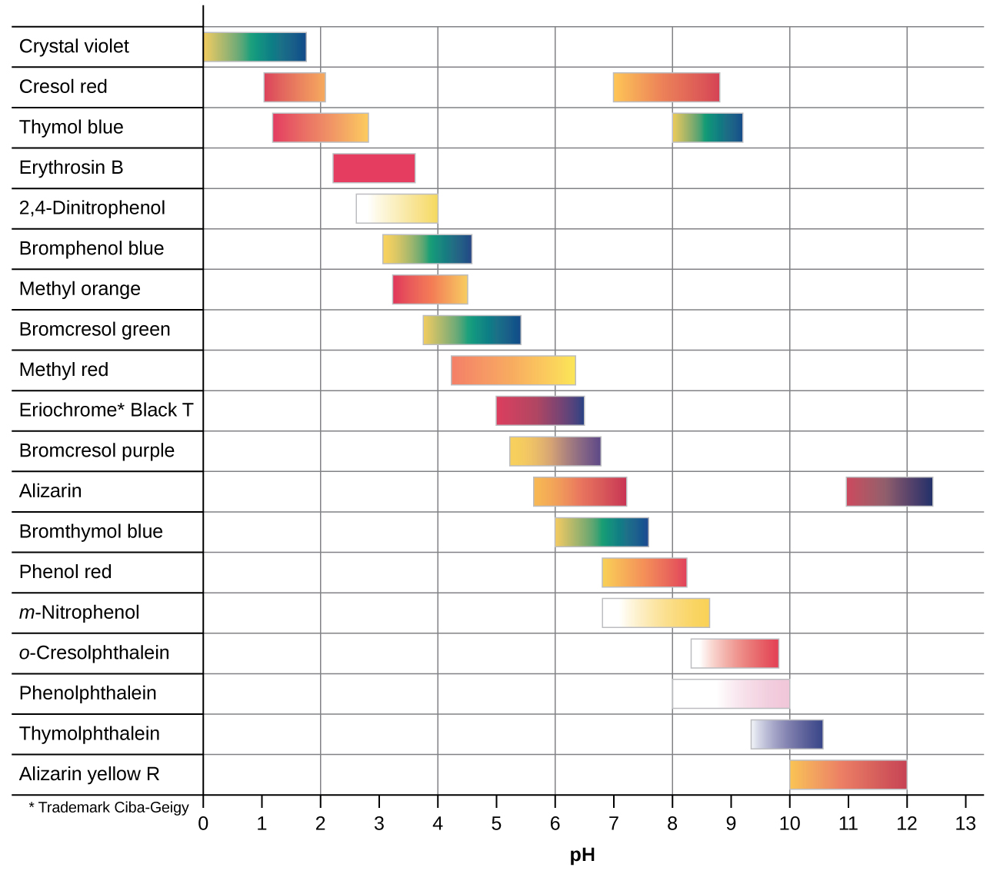 Crystal violet
Cresol red
Thymol blue
Erythrosin B
2,4-Dinitrophenol
Bromphenol blue
Methyl orange
Bromcresol green
Methyl red
Eriochrome* Black T
Bromcresol purple
Alizarin
Bromthymol blue
Phenol red
m-Nitrophenol
o-Cresolphthalein
Phenolphthalein
Thymolphthalein
Alizarin yellow R
* Trademark Ciba-Geigy
0 1 2 3 4 5 6 7 8 9 10 11 12 13
pH